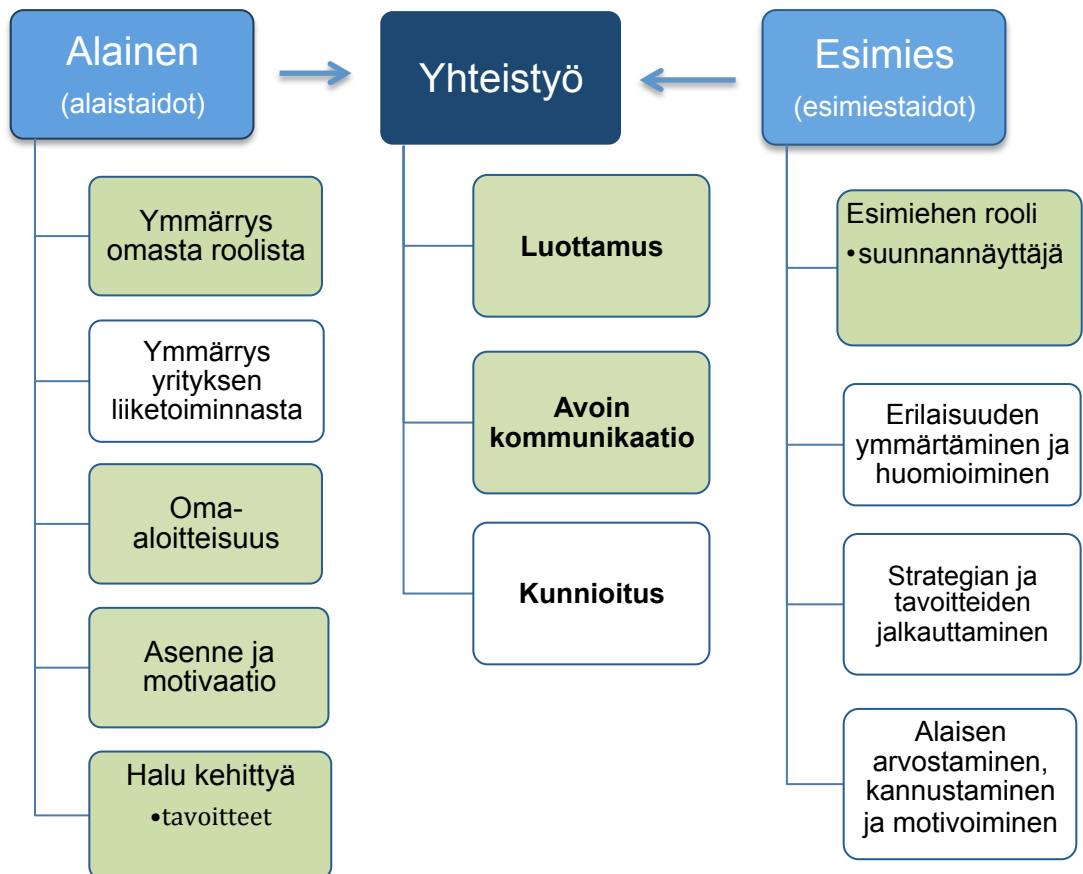 Alainen
(alaistaidot)
Ymmärrys
omasta roolista
Ymmärrys
yrityksen
liiketoiminnasta
Oma-
aloitteisuus
Asenne ja
motivaatio
Halu kehittyä
•tavoitteet
Yhteistyö
Luottamus
Avoin
kommunikaatio
Kunnioitus
Esimies
(esimiestaidot)
Esimiehen rooli
•suunnannäyttäjä
Erilaisuuden
ymmärtäminen ja
huomioiminen
Strategian ja
tavoitteiden
jalkauttaminen
Alaisen
arvostaminen,
kannustaminen
ja motivoiminen